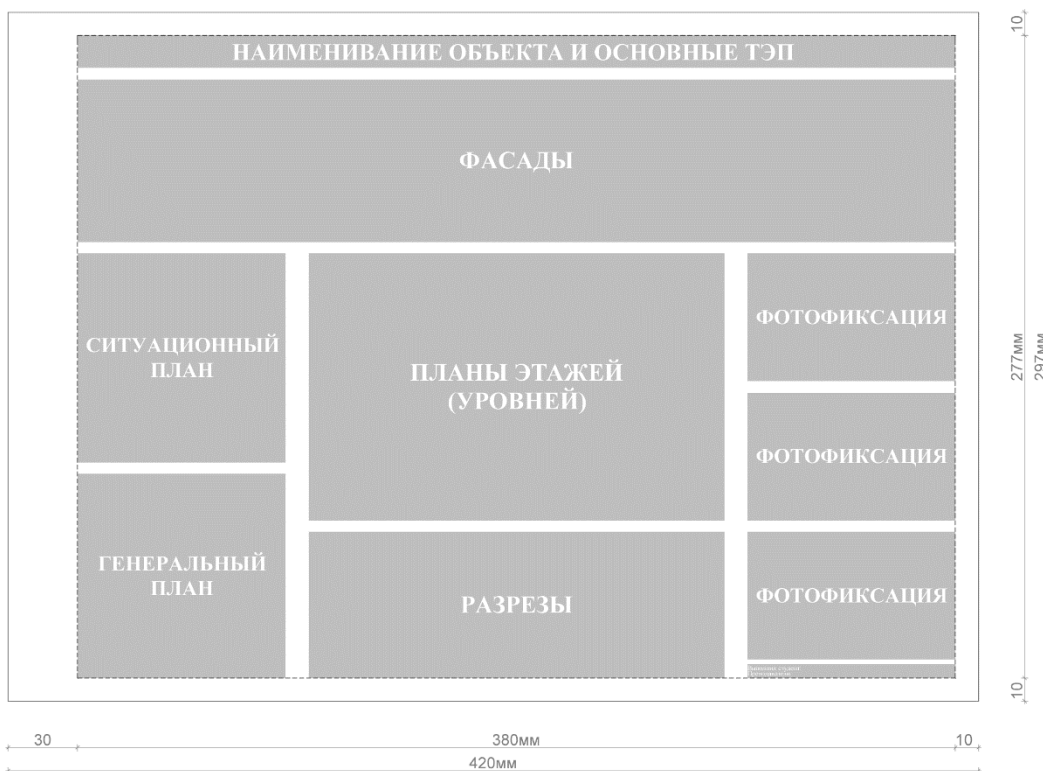 НАИМЕНИВАНИЕ ОБЪЕКТА И ОСНОВНЫЕ ТЭП
ФАСАДЫ
СИТУАЦИОННЫЙ
ПЛАН
ПЛАНЫ ЭТАЖЕЙ
(УРОВНЕЙ)
ФОТОФИКСАЦИЯ
ФОТОФИКСАЦИЯ
ГЕНЕРАЛЬНЫЙ
ПЛАН
РАЗРЕЗЫ
ФОТОФИКСАЦИЯ
10
277мм
297мм
10
30
380мм
10
420мм